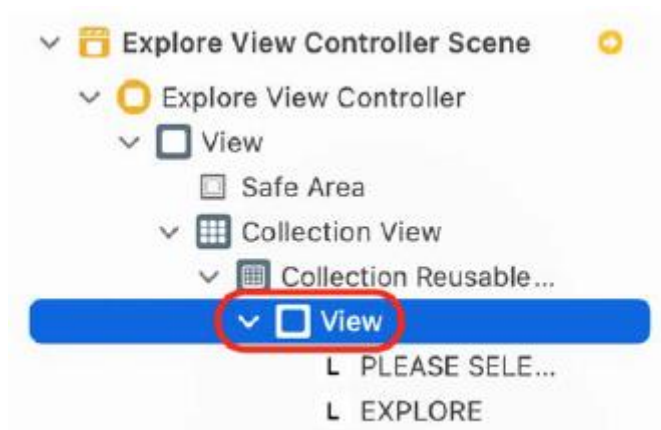 Explore View Controller Scene
Explore View Controller
View
Safe Area
Collection View
Collection Reusable...
View
L PLEASE SELE...
L EXPLORE